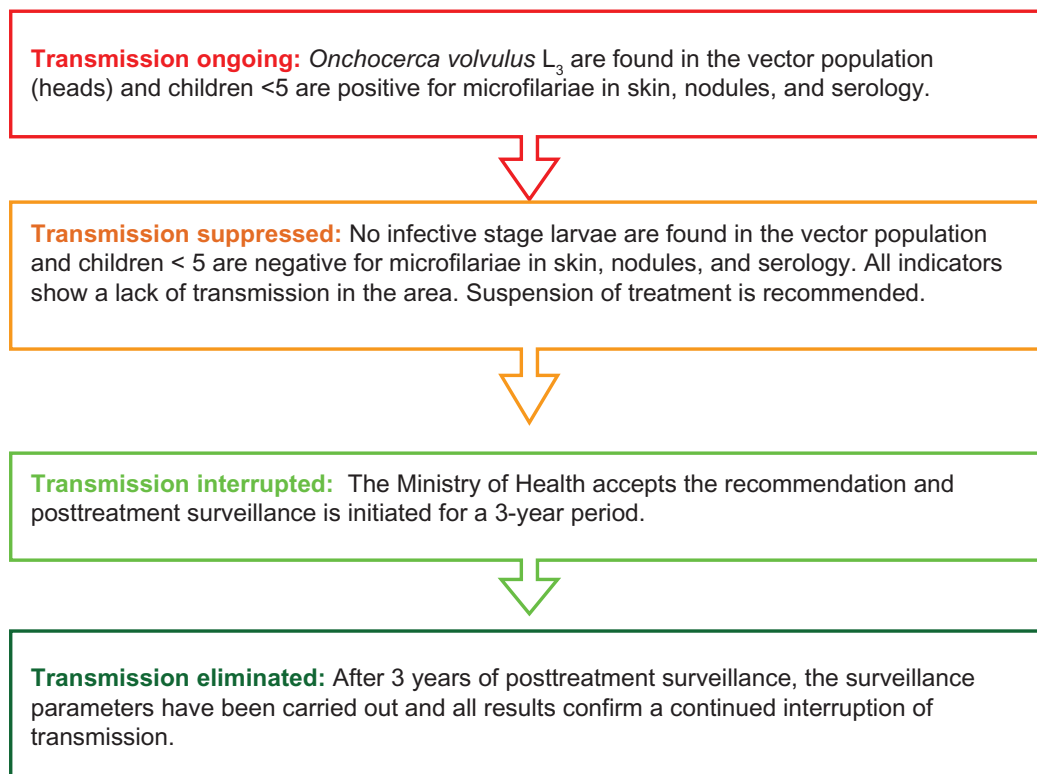 Transmission ongoing: Onchocerca volvulus L₃ are found in the vector population
(heads) and children <5 are positive for microfilariae in skin, nodules, and serology.
Transmission suppressed: No infective stage larvae are found in the vector population
and children < 5 are negative for microfilariae in skin, nodules, and serology. All indicators
show a lack of transmission in the area. Suspension of treatment is recommended.
Transmission interrupted: The Ministry of Health accepts the recommendation and
posttreatment surveillance is initiated for a 3-year period.
Transmission eliminated: After 3 years of posttreatment surveillance, the surveillance
parameters have been carried out and all results confirm a continued interruption of
transmission.